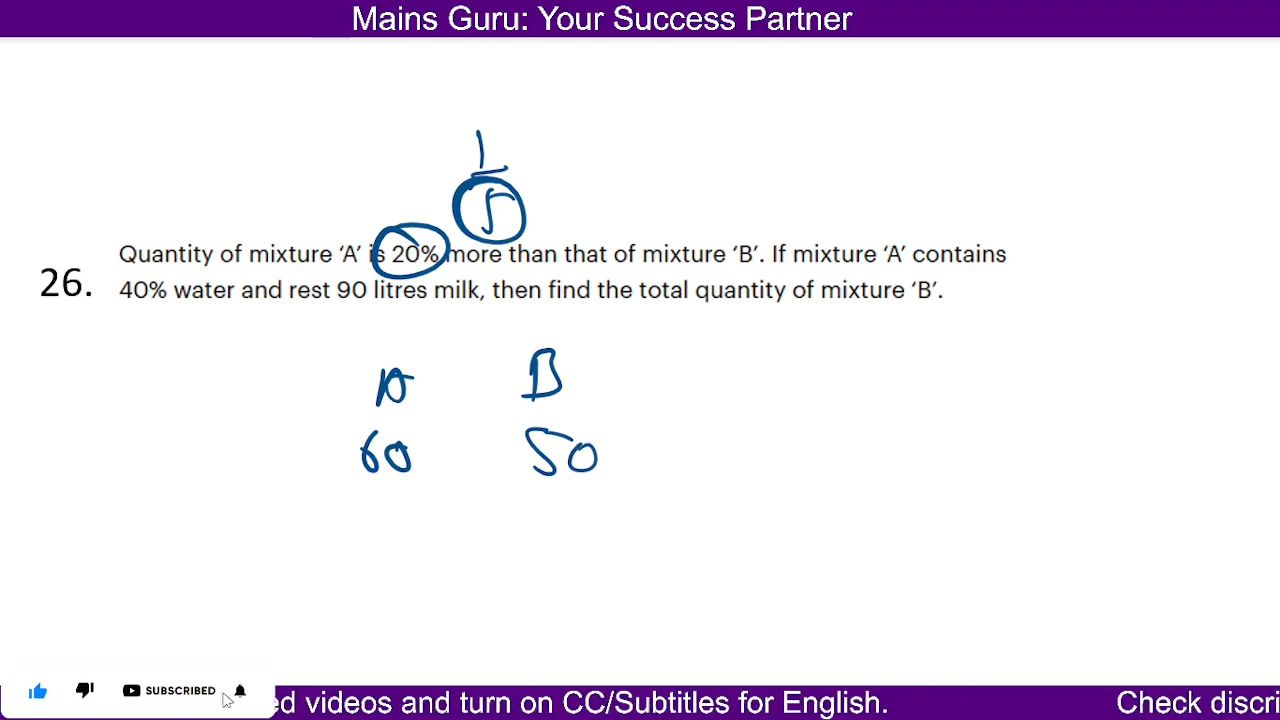 Mains Guru: Your Success Partner
1
5
Quantity of mixture ‘A’ is 20% more than that of mixture ‘B’. If mixture ‘A’ contains
26.
40% water and rest 90 litres milk, then find the total quantity of mixture ‘B’.
A B
60 50
SUBSCRIBED
ed videos and turn on CC/Subtitles for English. Check discri